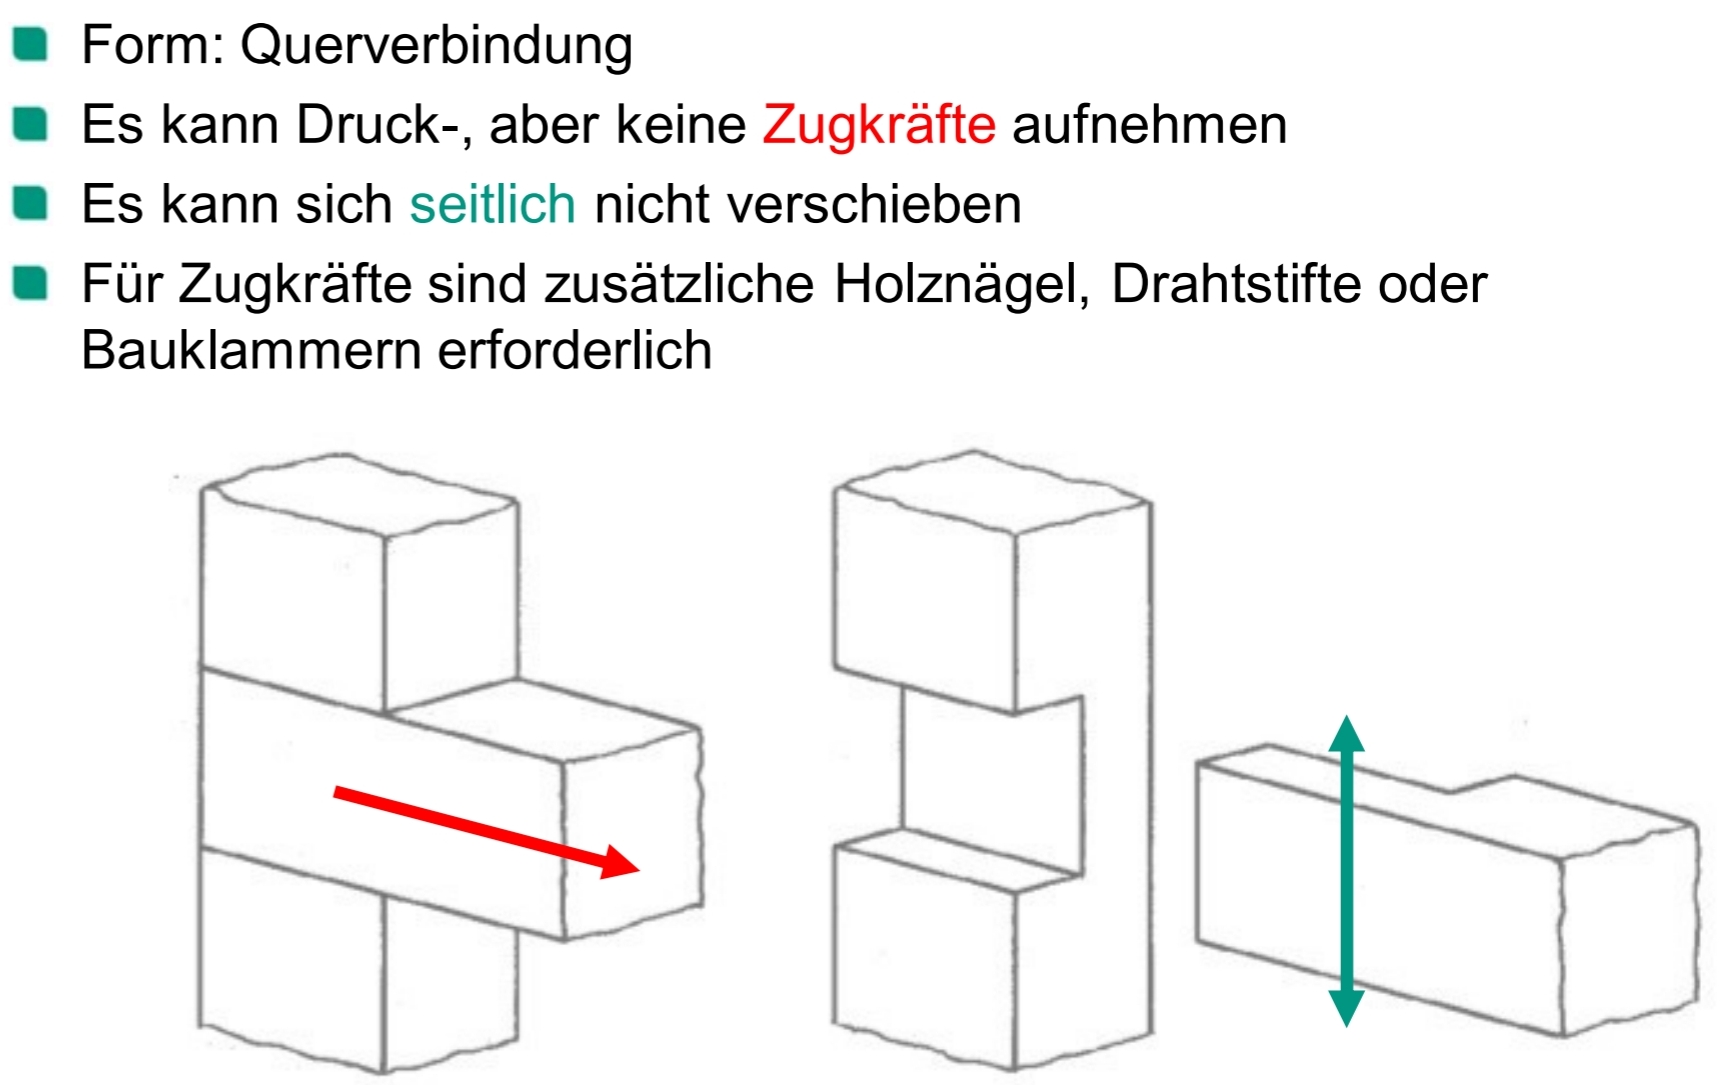 Form: Querverbindung
Es kann Druck-, aber keine Zugkräfte aufnehmen
Es kann sich seitlich nicht verschieben
Für Zugkräfte sind zusätzliche Holznägel, Drahtstifte oder
Bauklammern erforderlich